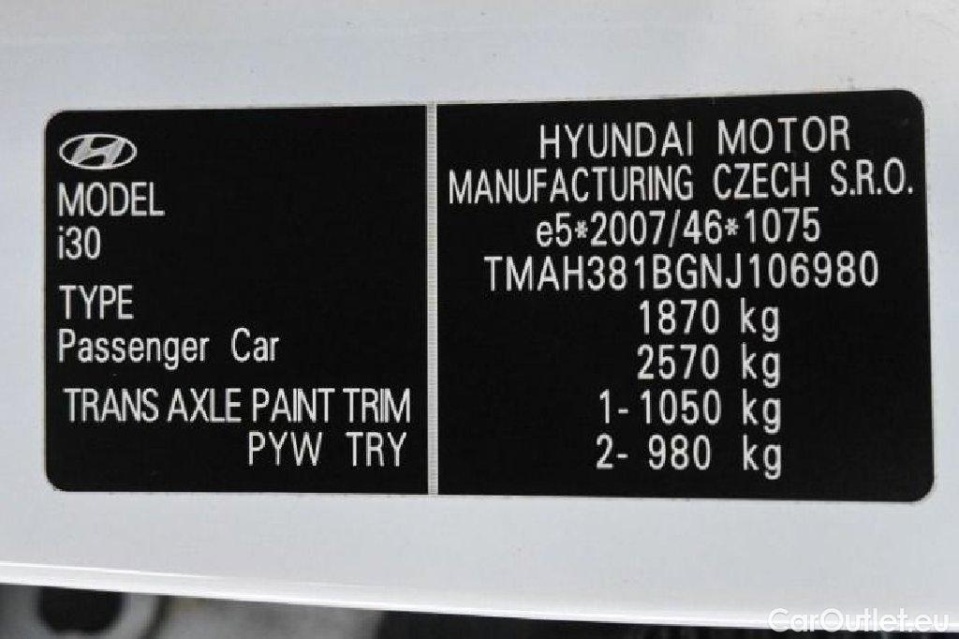 MODEL
i30
TYPE
Passenger Car
TRANS AXLE PAINT TRIM
PYW TRY
HYUNDAI MOTOR
MANUFACTURING CZECH S.R.O.
e5*2007/46*1075
TMAH381BGNJ106980
1870 kg
2570 kg
1- 1050 kg
2- 980 kg
CarOutlet.eu